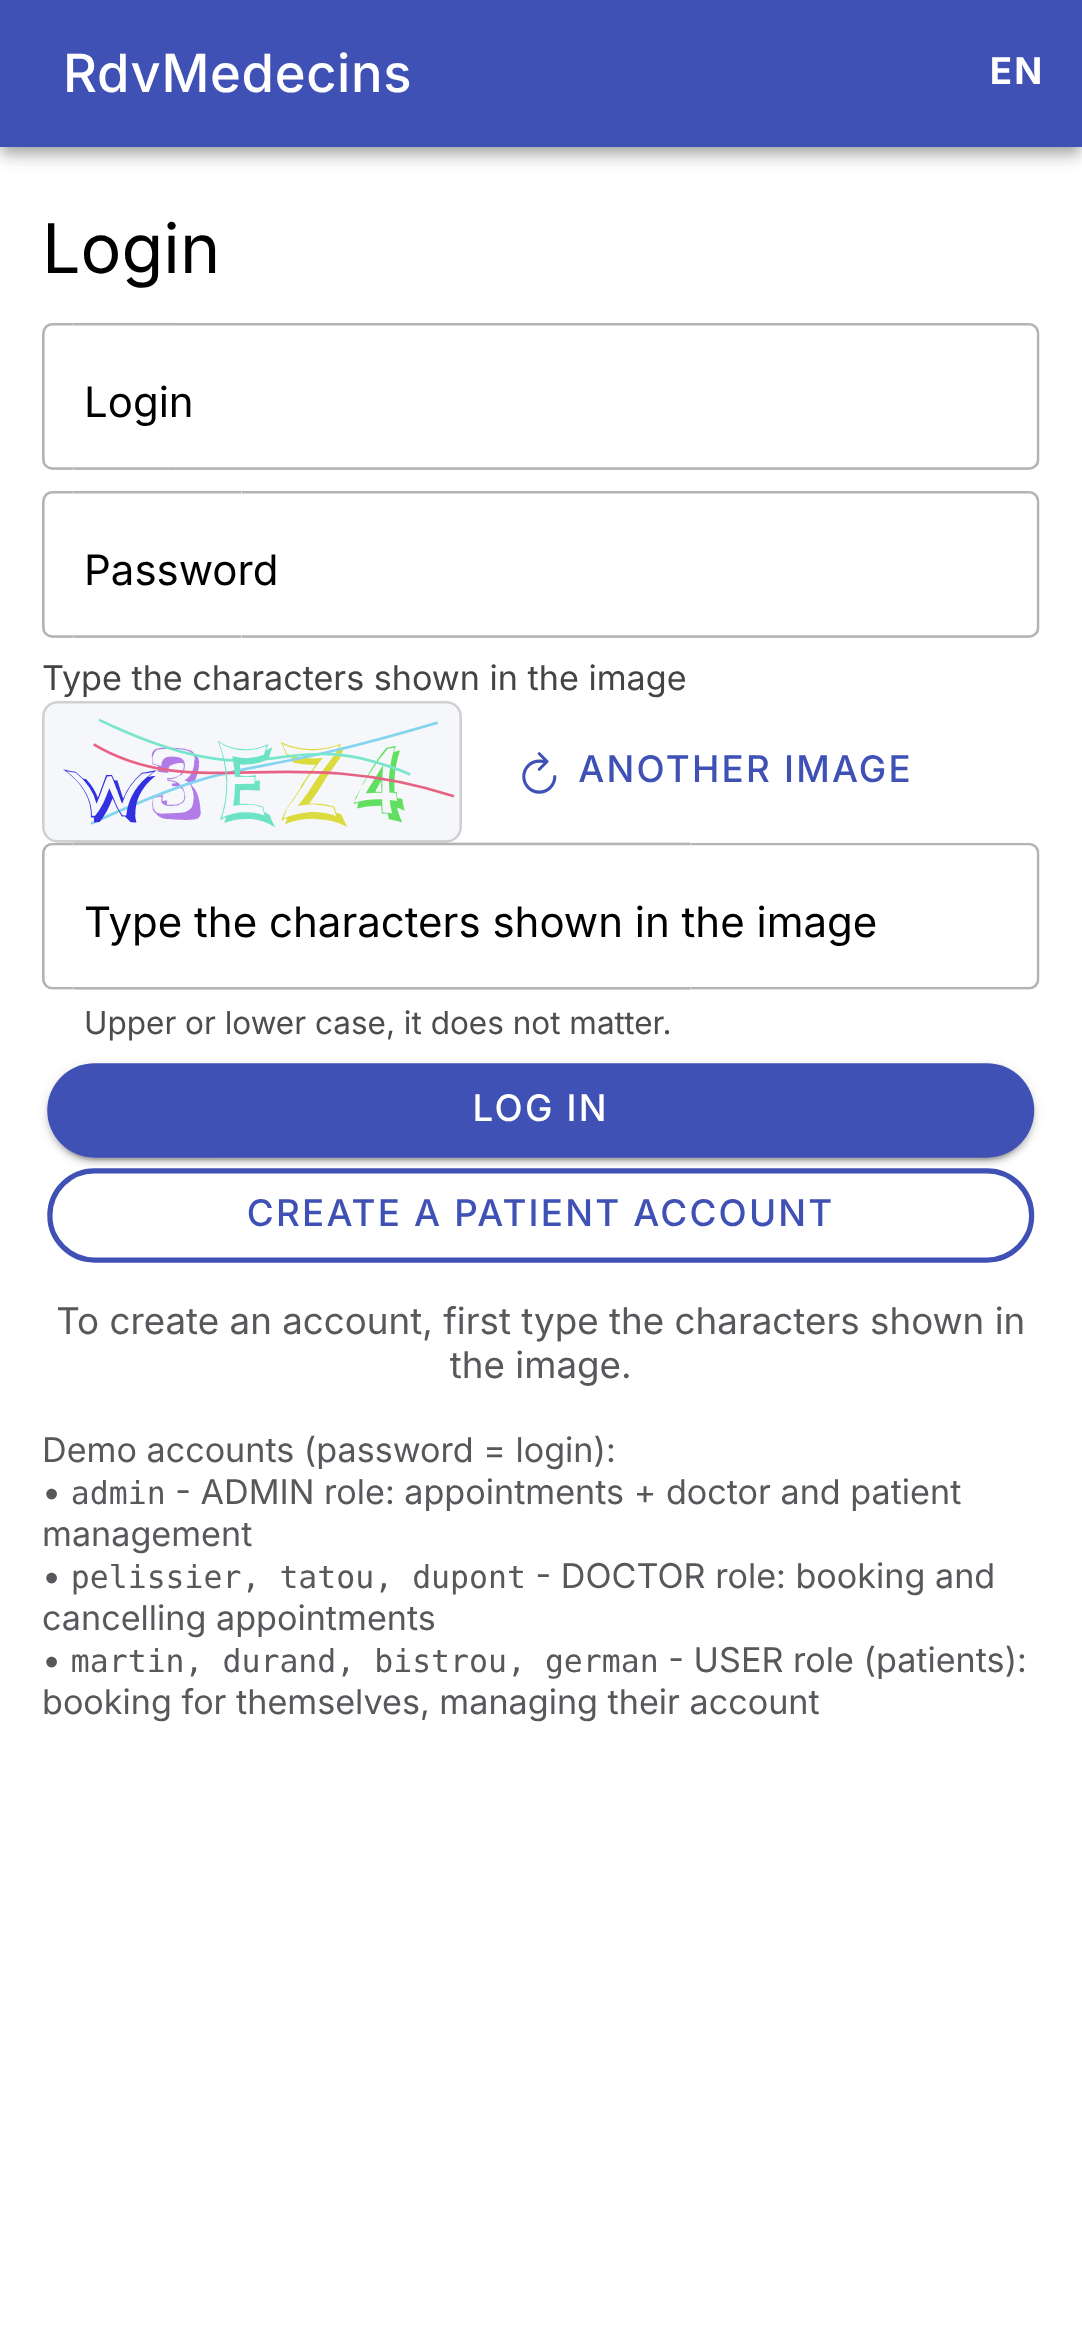 RdvMedecins
EN
Login
Login
Password
Type the characters shown in the image
W3EZ4
ANOTHER IMAGE
Type the characters shown in the image
Upper or lower case, it does not matter.
LOG IN
CREATE A PATIENT ACCOUNT
To create an account, first type the characters shown in
the image.
Demo accounts (password = login):
• admin - ADMIN role: appointments + doctor and patient
management
• pelissier, tatou, dupont - DOCTOR role: booking and
cancelling appointments
• martin, durand, bistrou, german - USER role (patients):
booking for themselves, managing their account